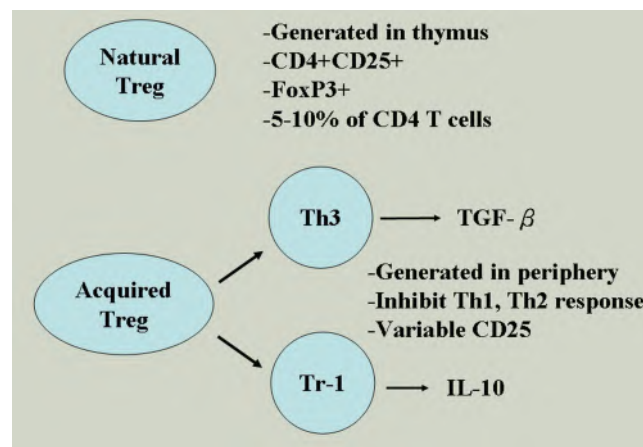 Natural
Treg
-Generated in thymus
-CD4+CD25+
-FoxP3+
-5-10% of CD4 T cells
Th3
TGF- β
Acquired
Treg
-Generated in periphery
-Inhibit Th1, Th2 response
-Variable CD25
Tr-1
IL-10